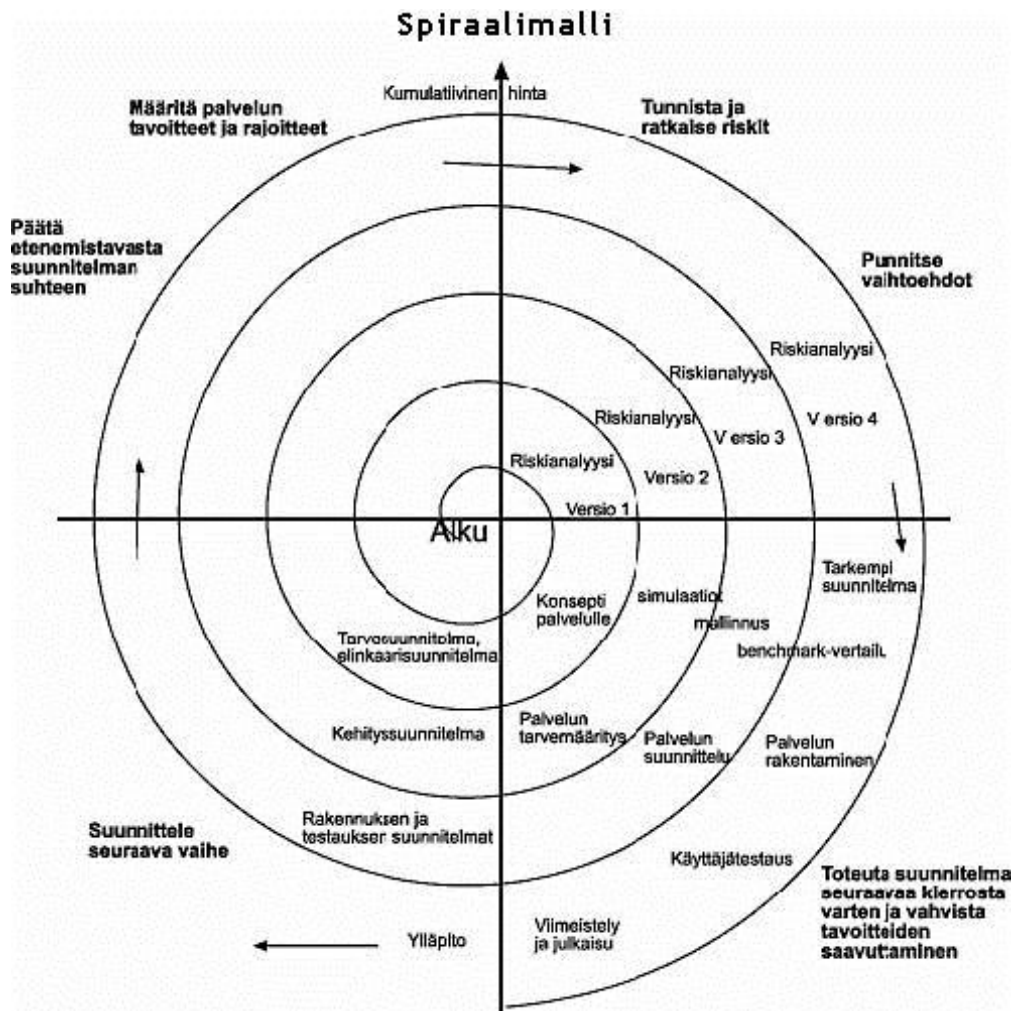 Spiraalimalli
Kumulatiivinen hinta
Määritä palvelun
tavoitteet ja rajoitteet
Tunnista ja
ratkaise riskit
Päätä
etenemistavasta
suunnitelman
suhteen
Punnitse
vaihtoehdot
Riskianalyysi
Riskianalyysi
Riskianalyysi
Riskianalyysi
Versio 4
Versio 3
Versio 2
Versio 1
Alku
Tarkempi
suunnitelma
Konsepti
palvelulle
simulaatiot
mallinnus
benchmark-vertailu
Tarvesuunnitelma,
elinkaarisuunnitelma
Kehityssuunnitelma
Palvelun
tarvemääritys
Palvelun
suunnittelu
Palvelun
rakentaminen
Suunnittele
seuraava vaihe
Rakennuksen ja
testauksen suunnitelmat
Käyttäjätestaus
Toteuta suunnitelma
seuraavaa kierrosta
varten ja vahvista
tavoitteiden
saavuttaminen
Ylläpito
Viimeistely
ja julkaisu